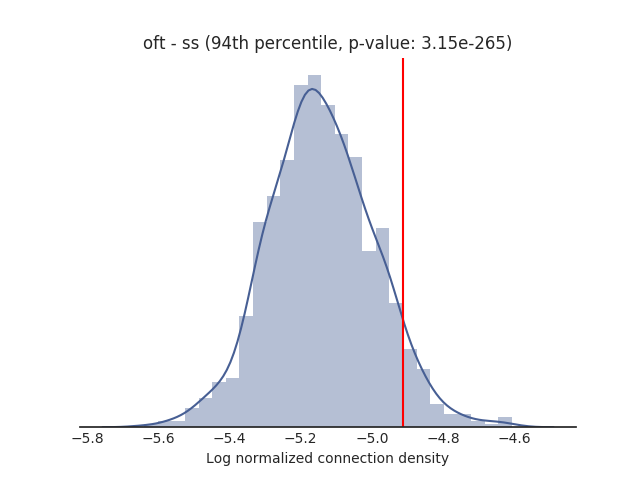 oft - ss (94th percentile, p-value: 3.15e-265)
−5.8 −5.6 −5.4 −5.2 −5.0 −4.8 −4.6
Log normalized connection density